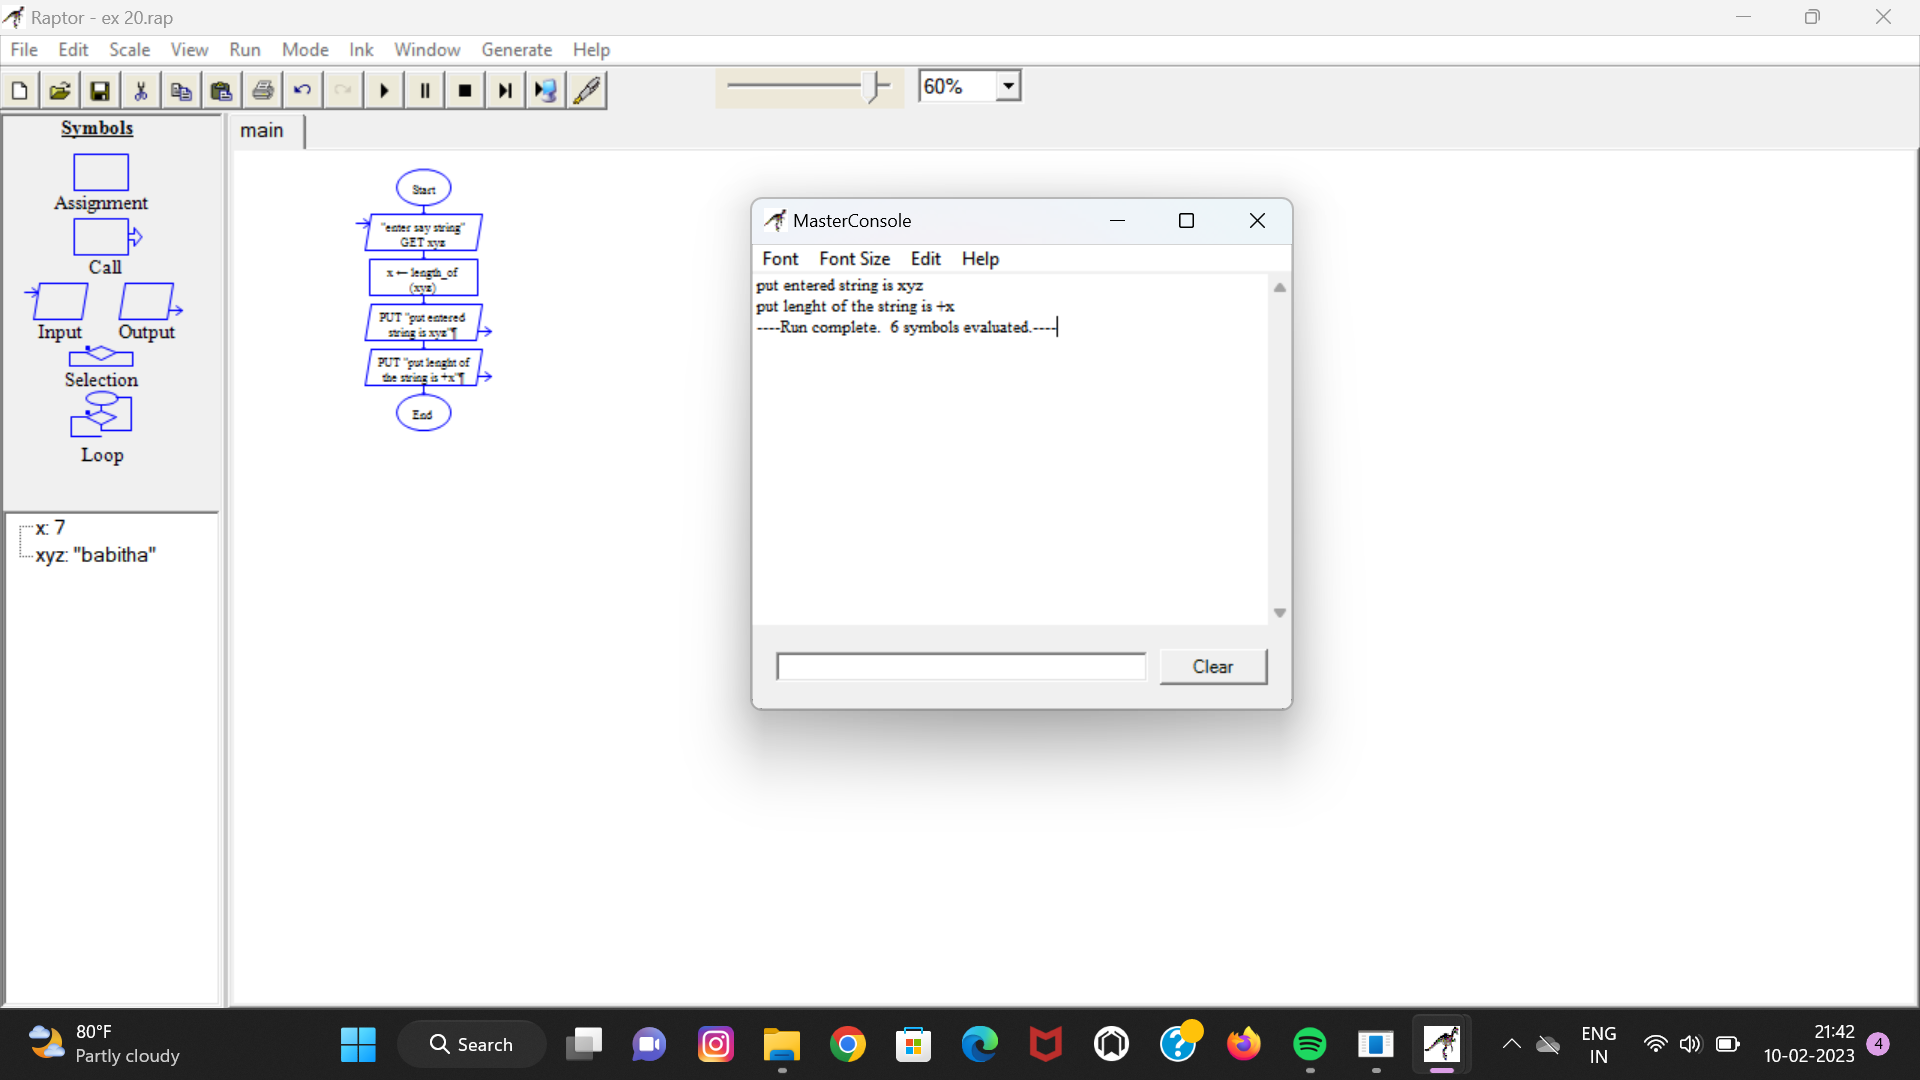 Raptor - ex 20.rap
File Edit Scale View Run Mode Ink Window Generate Help
60%
Symbols
Assignment
Call
Input Output
Selection
Loop
x: 7
xyz: "babitha"
main
Start
"enter say string"
GET xyz
x ← length_of
(xyz)
PUT "put entered
string is xyz"¶
PUT "put lenght of
the string is +x"¶
End
MasterConsole
Font Font Size Edit Help
put entered string is xyz
put lenght of the string is +x
----Run complete.  6 symbols evaluated.----
Clear
80°F
Partly cloudy
Search
ENG
IN
21:42
10-02-2023
4